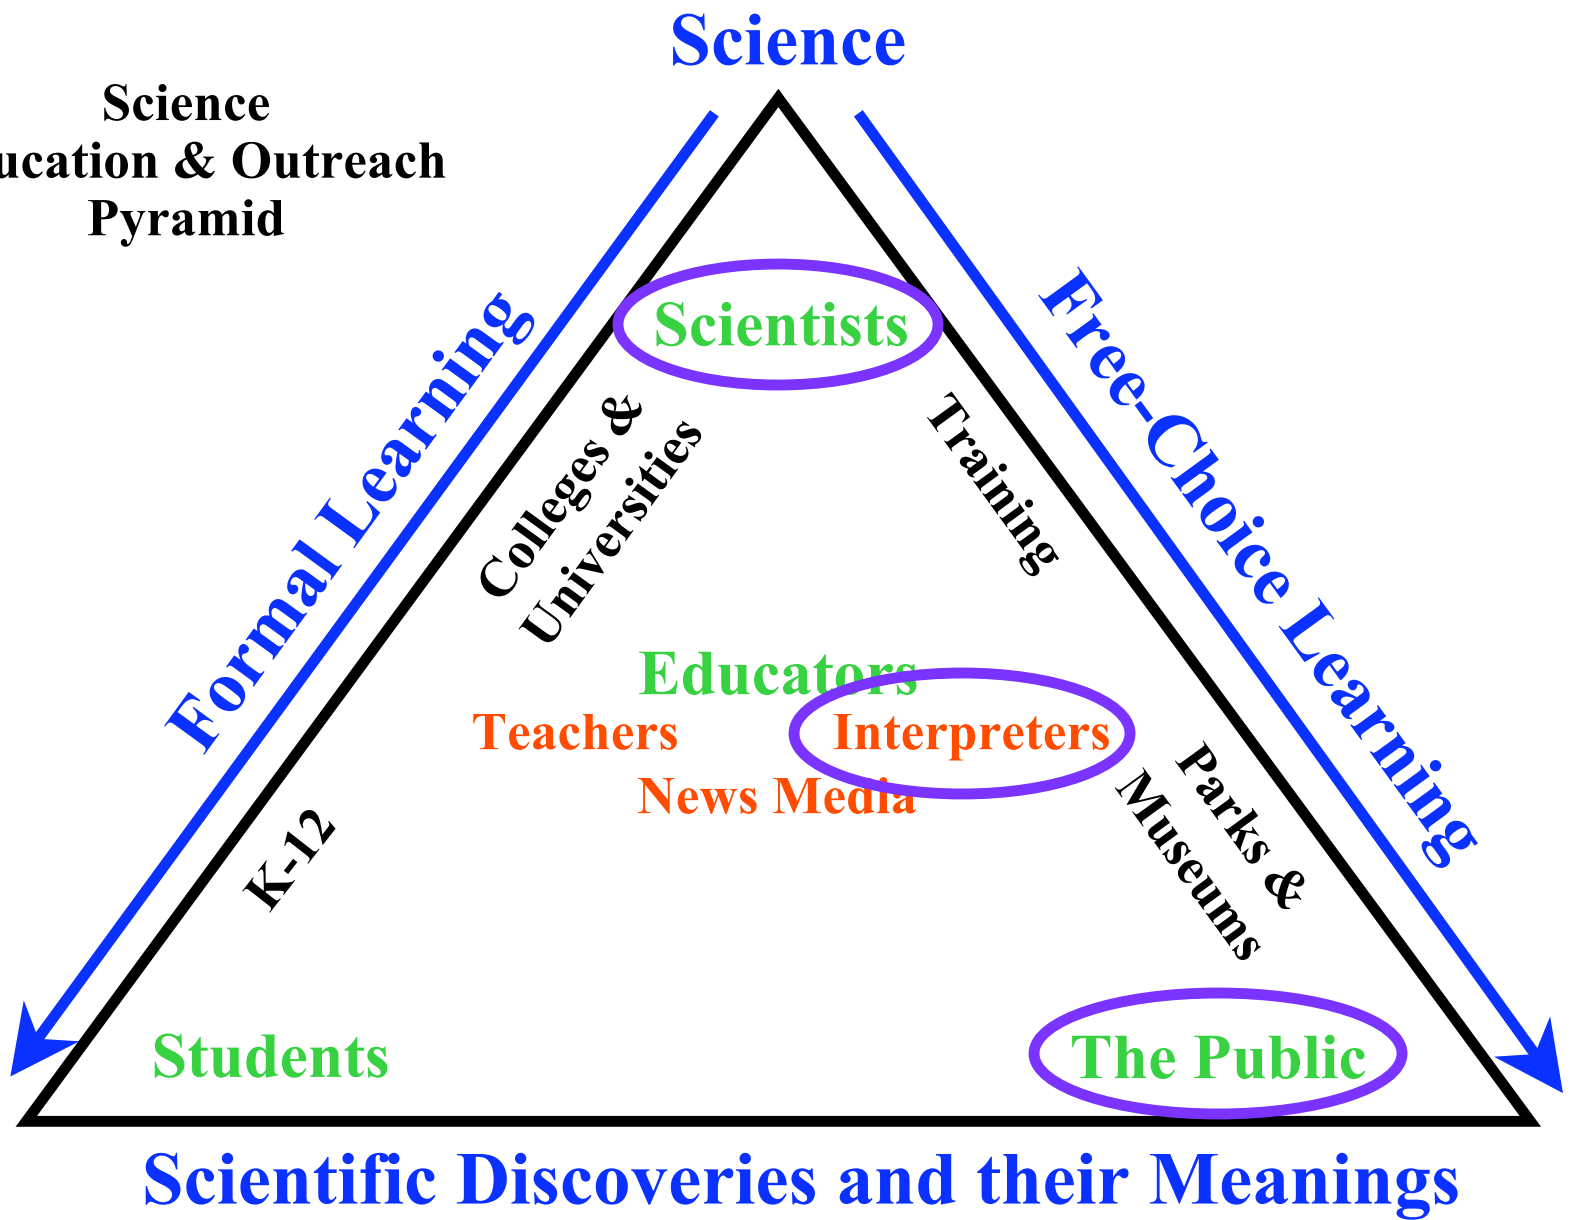 Science
Science
ucation & Outreach
Pyramid
Formal Learning
Free-Choice Learning
Scientists
Colleges &
Universities
Training
Educators
Teachers
Interpreters
News Media
K-12
Parks &
Museums
Students
The Public
Scientific Discoveries and their Meanings